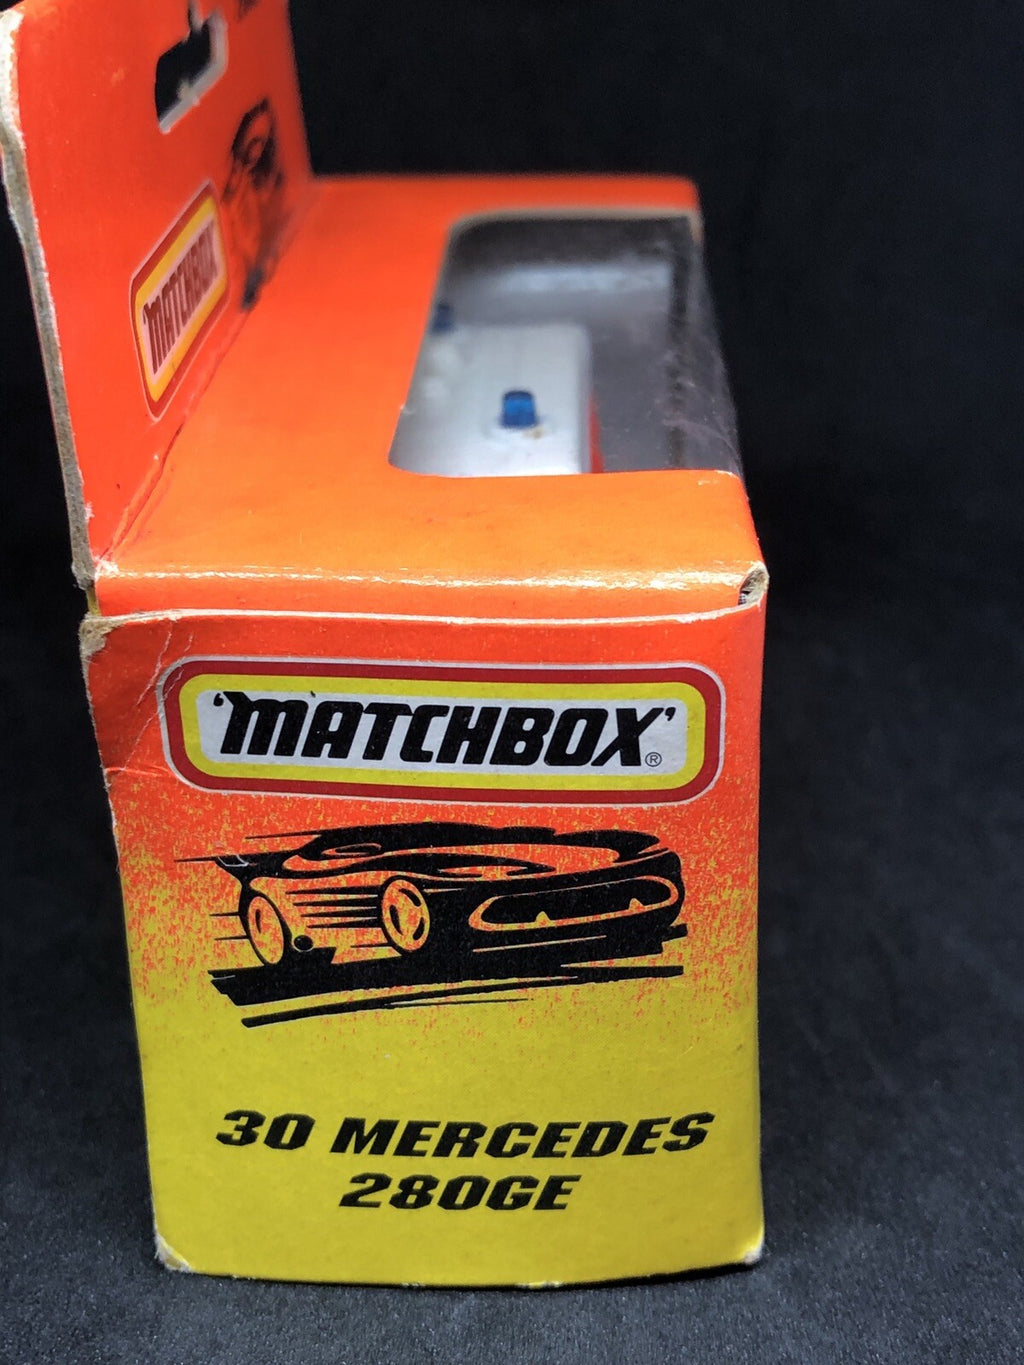 'MATCHBOX
'MATCHBOX'®
30 MERCEDES
280GE